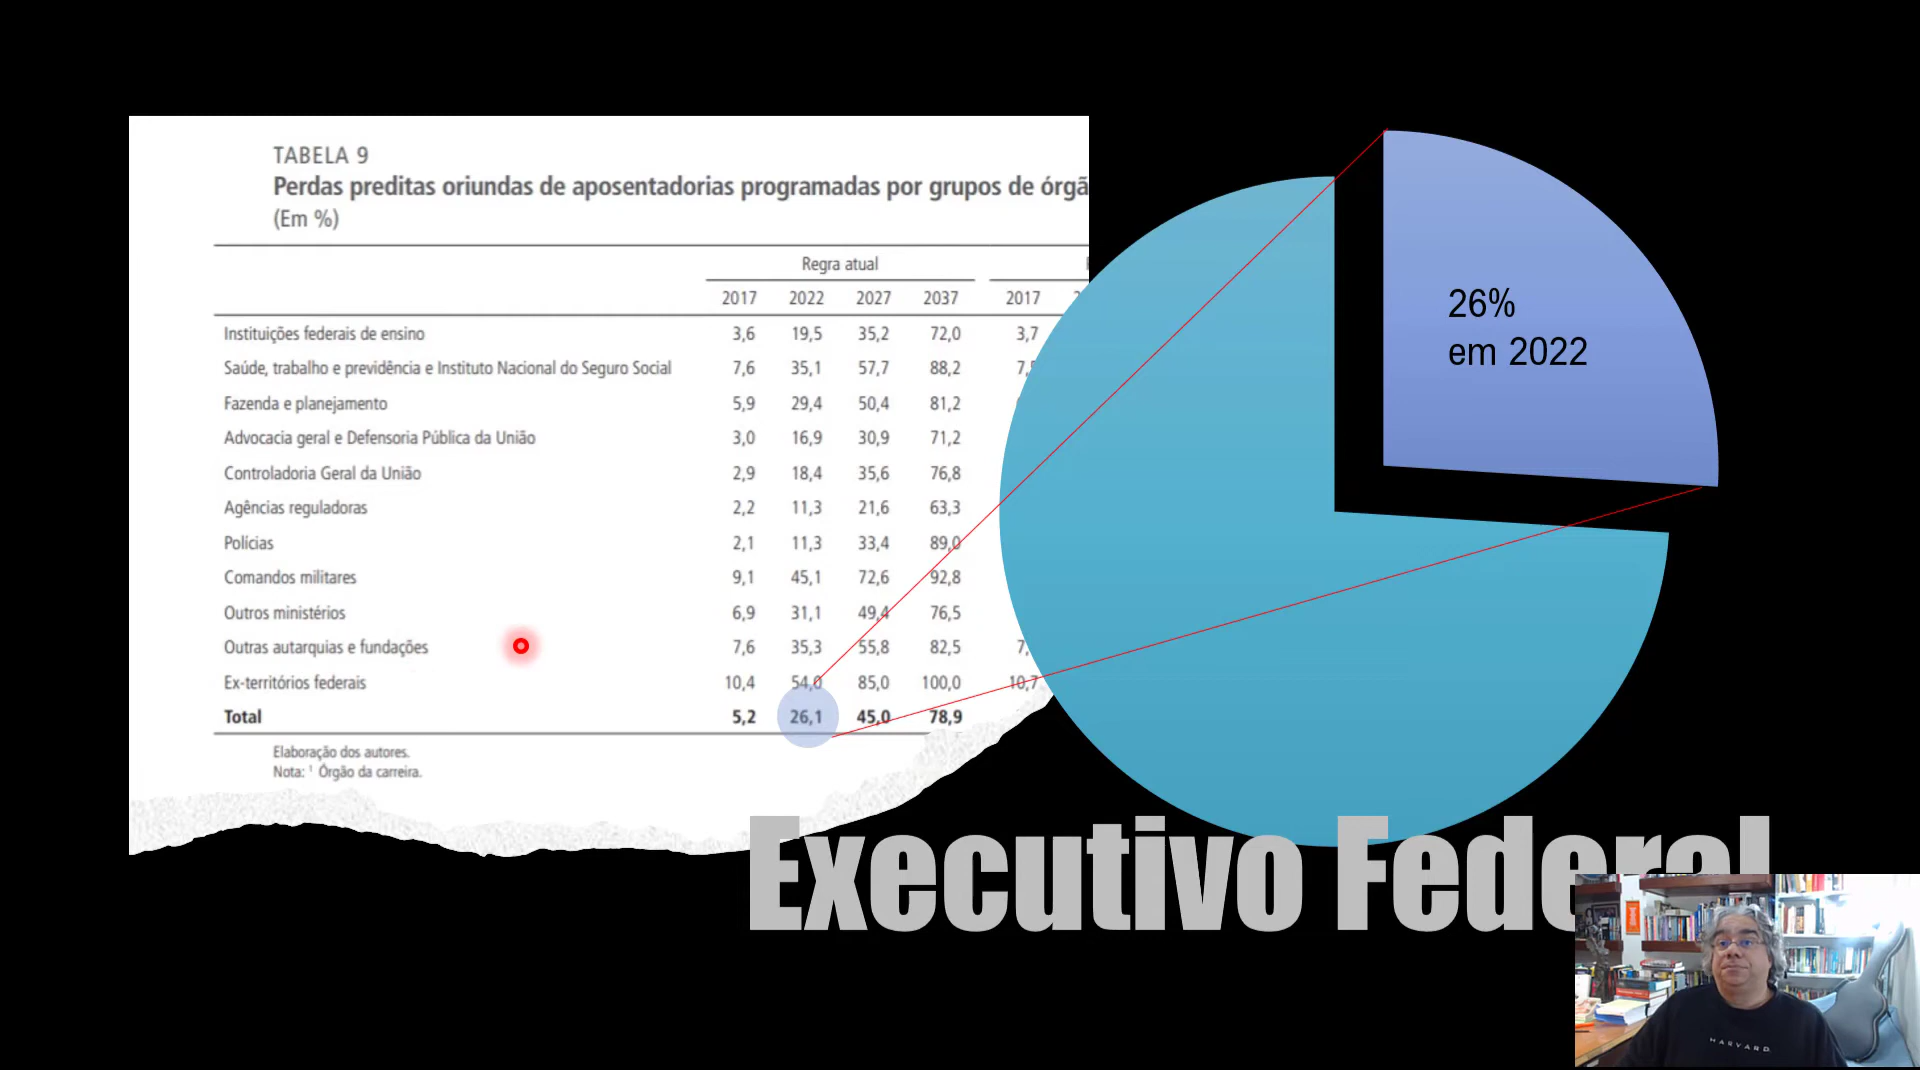 TABELA 9
Perdas preditas oriundas de aposentadorias programadas por grupos de órgã
(Em %)
Regra atual
2017 2022 2027 2037 2017
Instituições federais de ensino 3,6 19,5 35,2 72,0 3,7
Saúde, trabalho e previdência e Instituto Nacional do Seguro Social 7,6 35,1 57,7 88,2 7,
Fazenda e planejamento 5,9 29,4 50,4 81,2
Advocacia geral e Defensoria Pública da União 3,0 16,9 30,9 71,2
Controladoria Geral da União 2,9 18,4 35,6 76,8
Agências reguladoras 2,2 11,3 21,6 63,3
Polícias 2,1 11,3 33,4 89,0
Comandos militares 9,1 45,1 72,6 92,8
Outros ministérios 6,9 31,1 49,4 76,5
Outras autarquias e fundações 7,6 35,3 55,8 82,5 7,
Ex-territórios federais 10,4 54,0 85,0 100,0 10,7
Total 5,2 26,1 45,0 78,9
Elaboração dos autores.
Nota: ¹ Órgão da carreira.
26%
em 2022
Executivo Federal
HARVARD